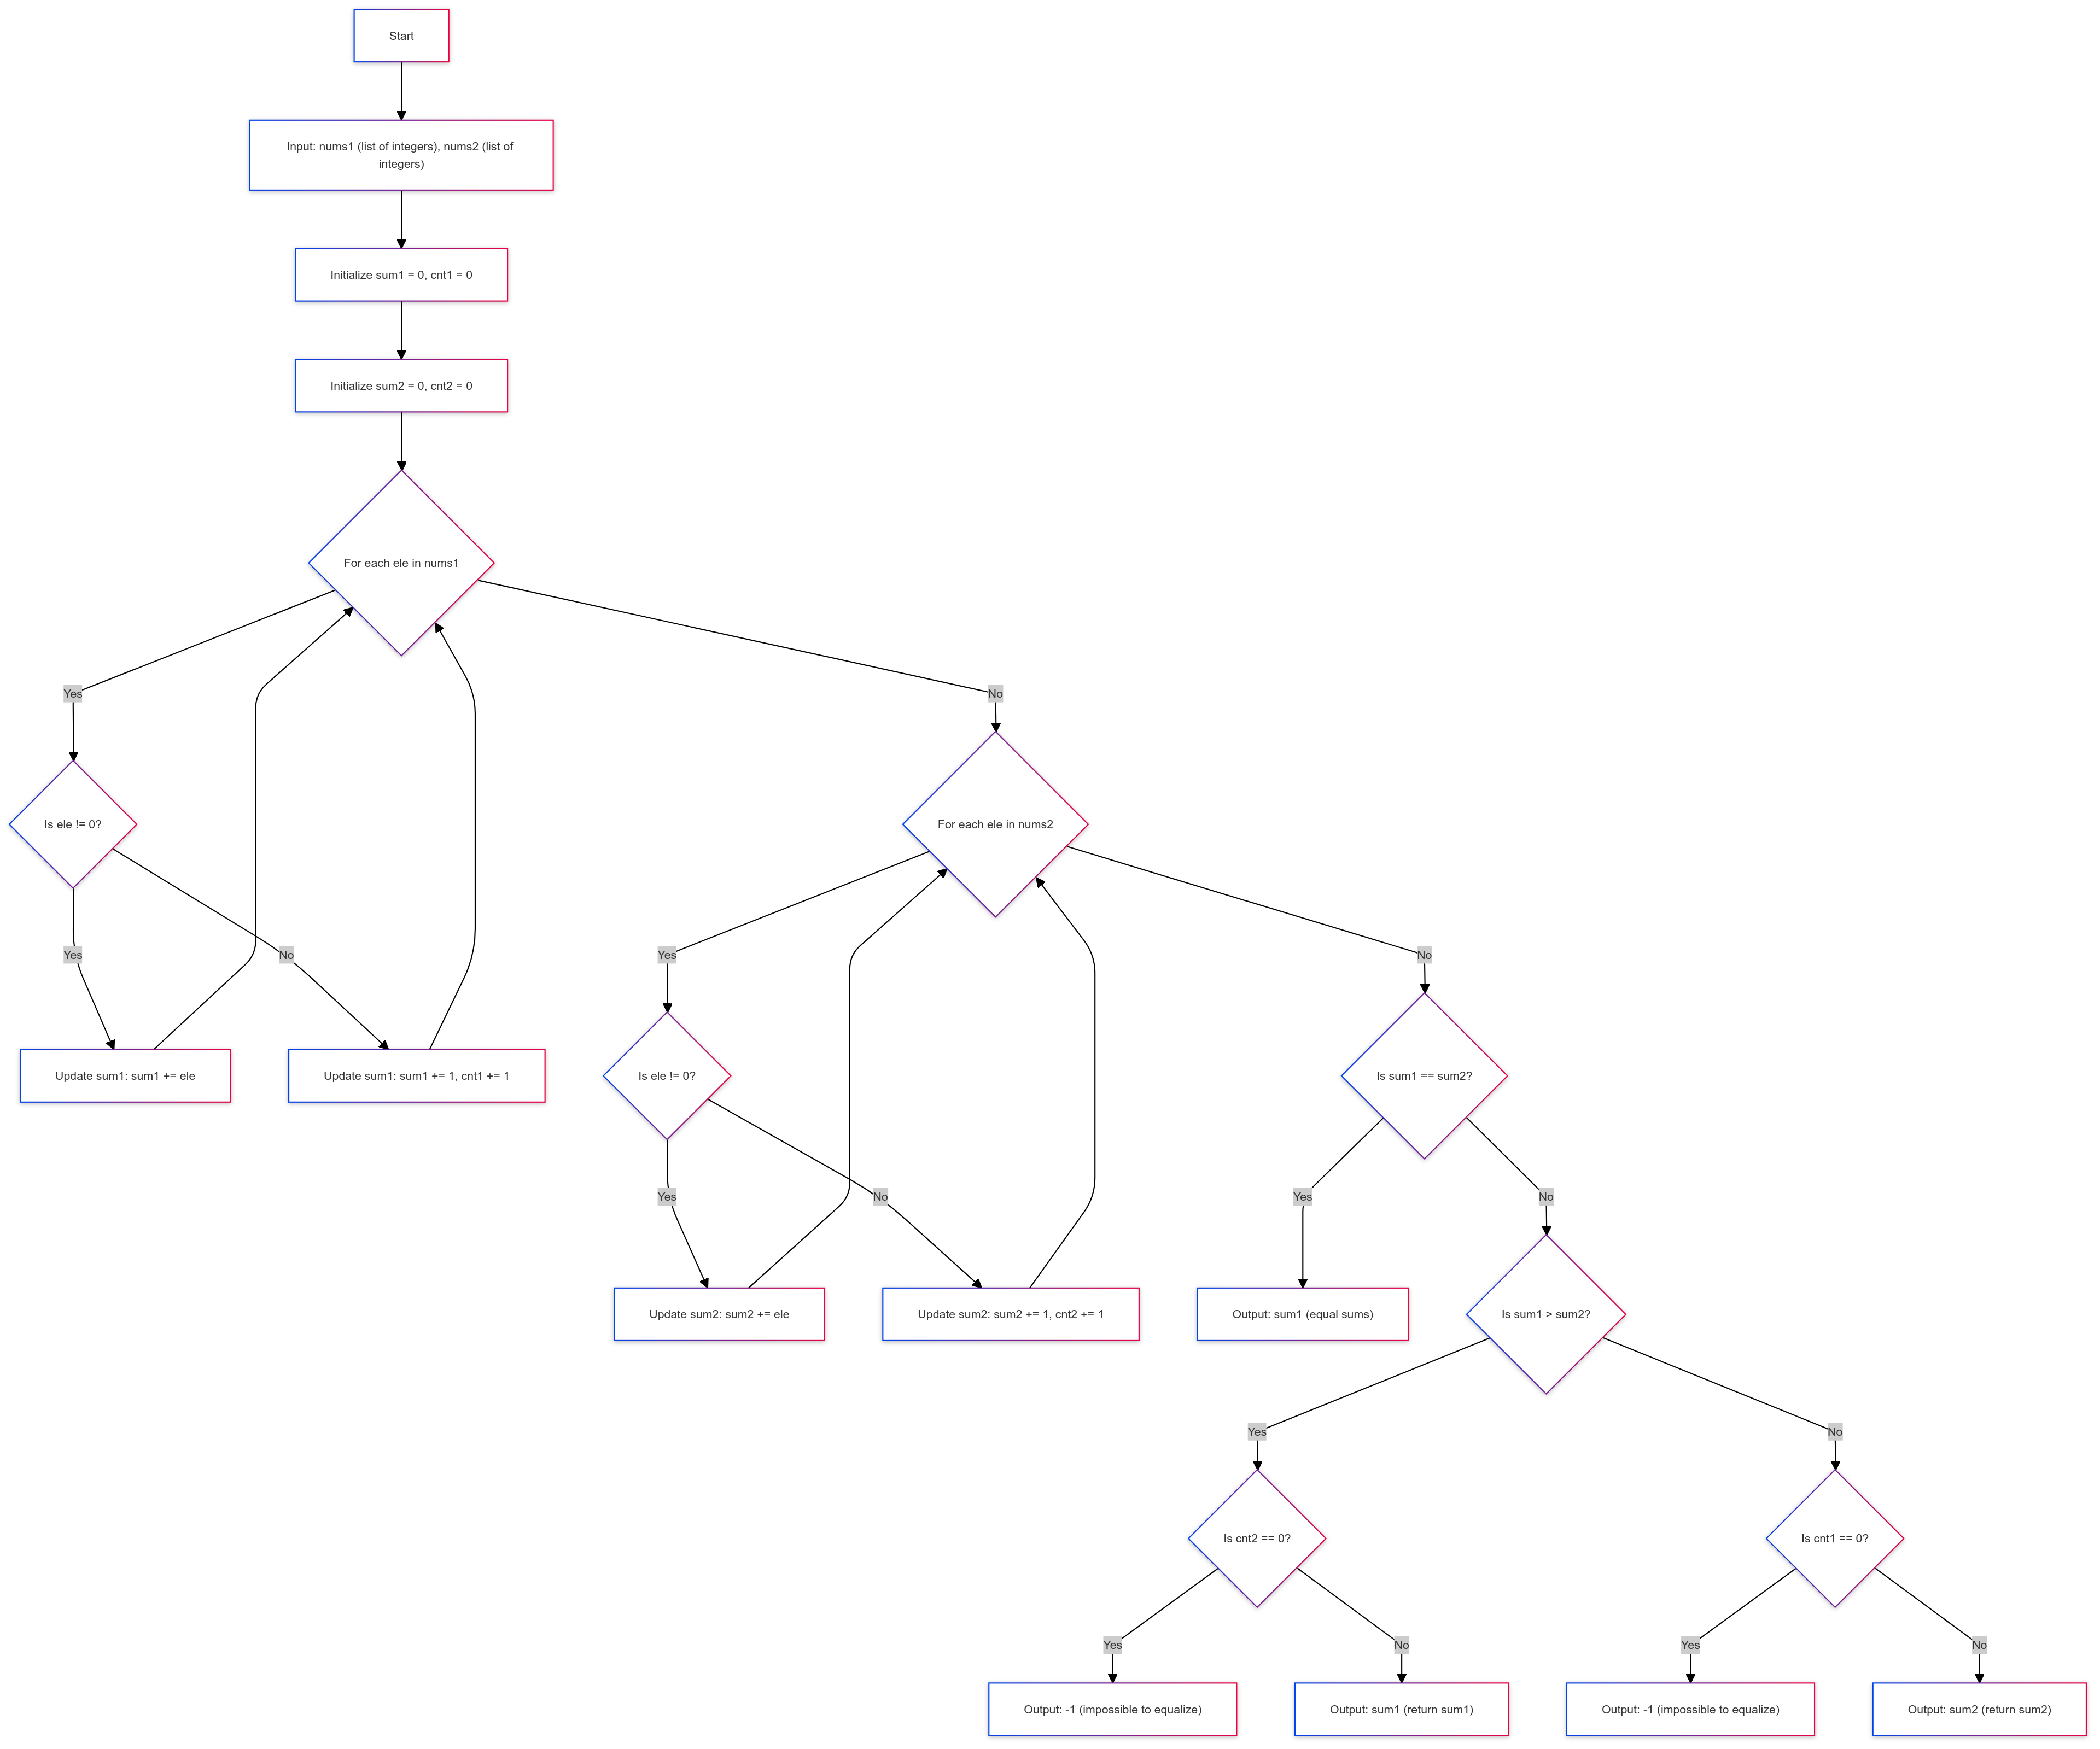 Start
Input: nums1 (list of integers), nums2 (list of
integers)
Initialize sum1 = 0, cnt1 = 0
Initialize sum2 = 0, cnt2 = 0
For each ele in nums1
Yes
No
Is ele != 0?
For each ele in nums2
Yes
No
Yes
No
Update sum1: sum1 += ele
Update sum1: sum1 += 1, cnt1 += 1
Is ele != 0?
Is sum1 == sum2?
Yes
No
Yes
No
Update sum2: sum2 += ele
Update sum2: sum2 += 1, cnt2 += 1
Output: sum1 (equal sums)
Is sum1 > sum2?
Yes
No
Is cnt2 == 0?
Is cnt1 == 0?
Yes
No
Yes
No
Output: -1 (impossible to equalize)
Output: sum1 (return sum1)
Output: -1 (impossible to equalize)
Output: sum2 (return sum2)